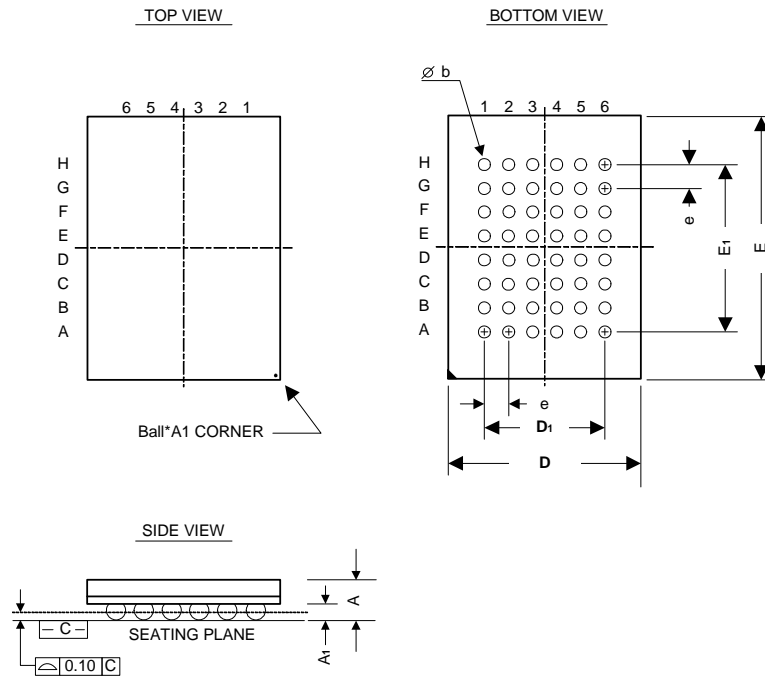 TOP VIEW
6 5 4 3 2 1
H
G
F
E
D
C
B
A
Ball*A1 CORNER
BOTTOM VIEW
Ø b
1 2 3 4 5 6
H
G
F
E
D
C
B
A
e
E1
E
e
D1
D
SIDE VIEW
A
A1
– C –
SEATING PLANE
⌓ 0.10 C